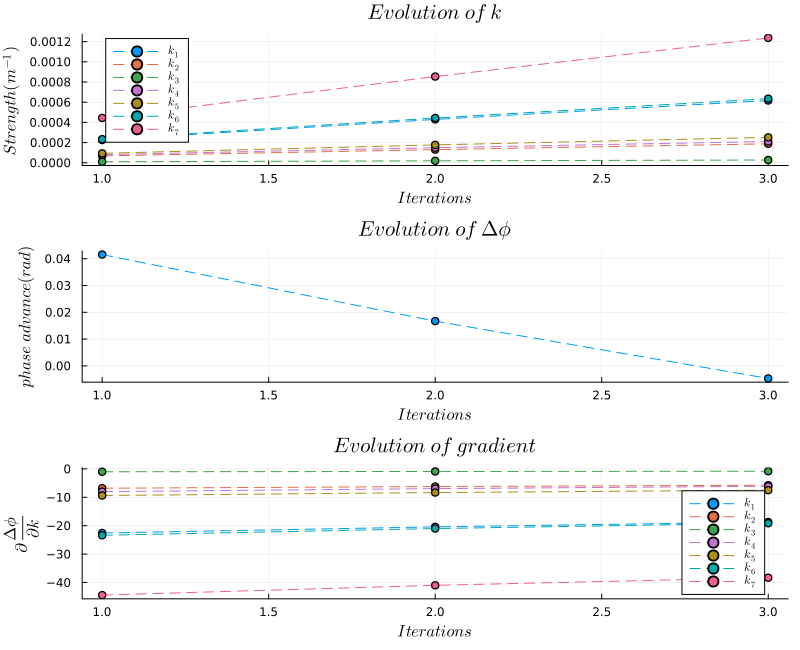 Evolution of k
Strength(m⁻¹)
0.0012
0.0010
0.0008
0.0006
0.0004
0.0002
0.0000
k₁
k₂
k₃
k₄
k₅
k₆
k₇
1.0 1.5 2.0 2.5 3.0
Iterations
Evolution of Δϕ
phase advance(rad)
0.04
0.03
0.02
0.01
0.00
1.0 1.5 2.0 2.5 3.0
Iterations
Evolution of gradient
∂ Δϕ/∂k
0
−10
−20
−30
−40
k₁
k₂
k₃
k₄
k₅
k₆
k₇
1.0 1.5 2.0 2.5 3.0
Iterations